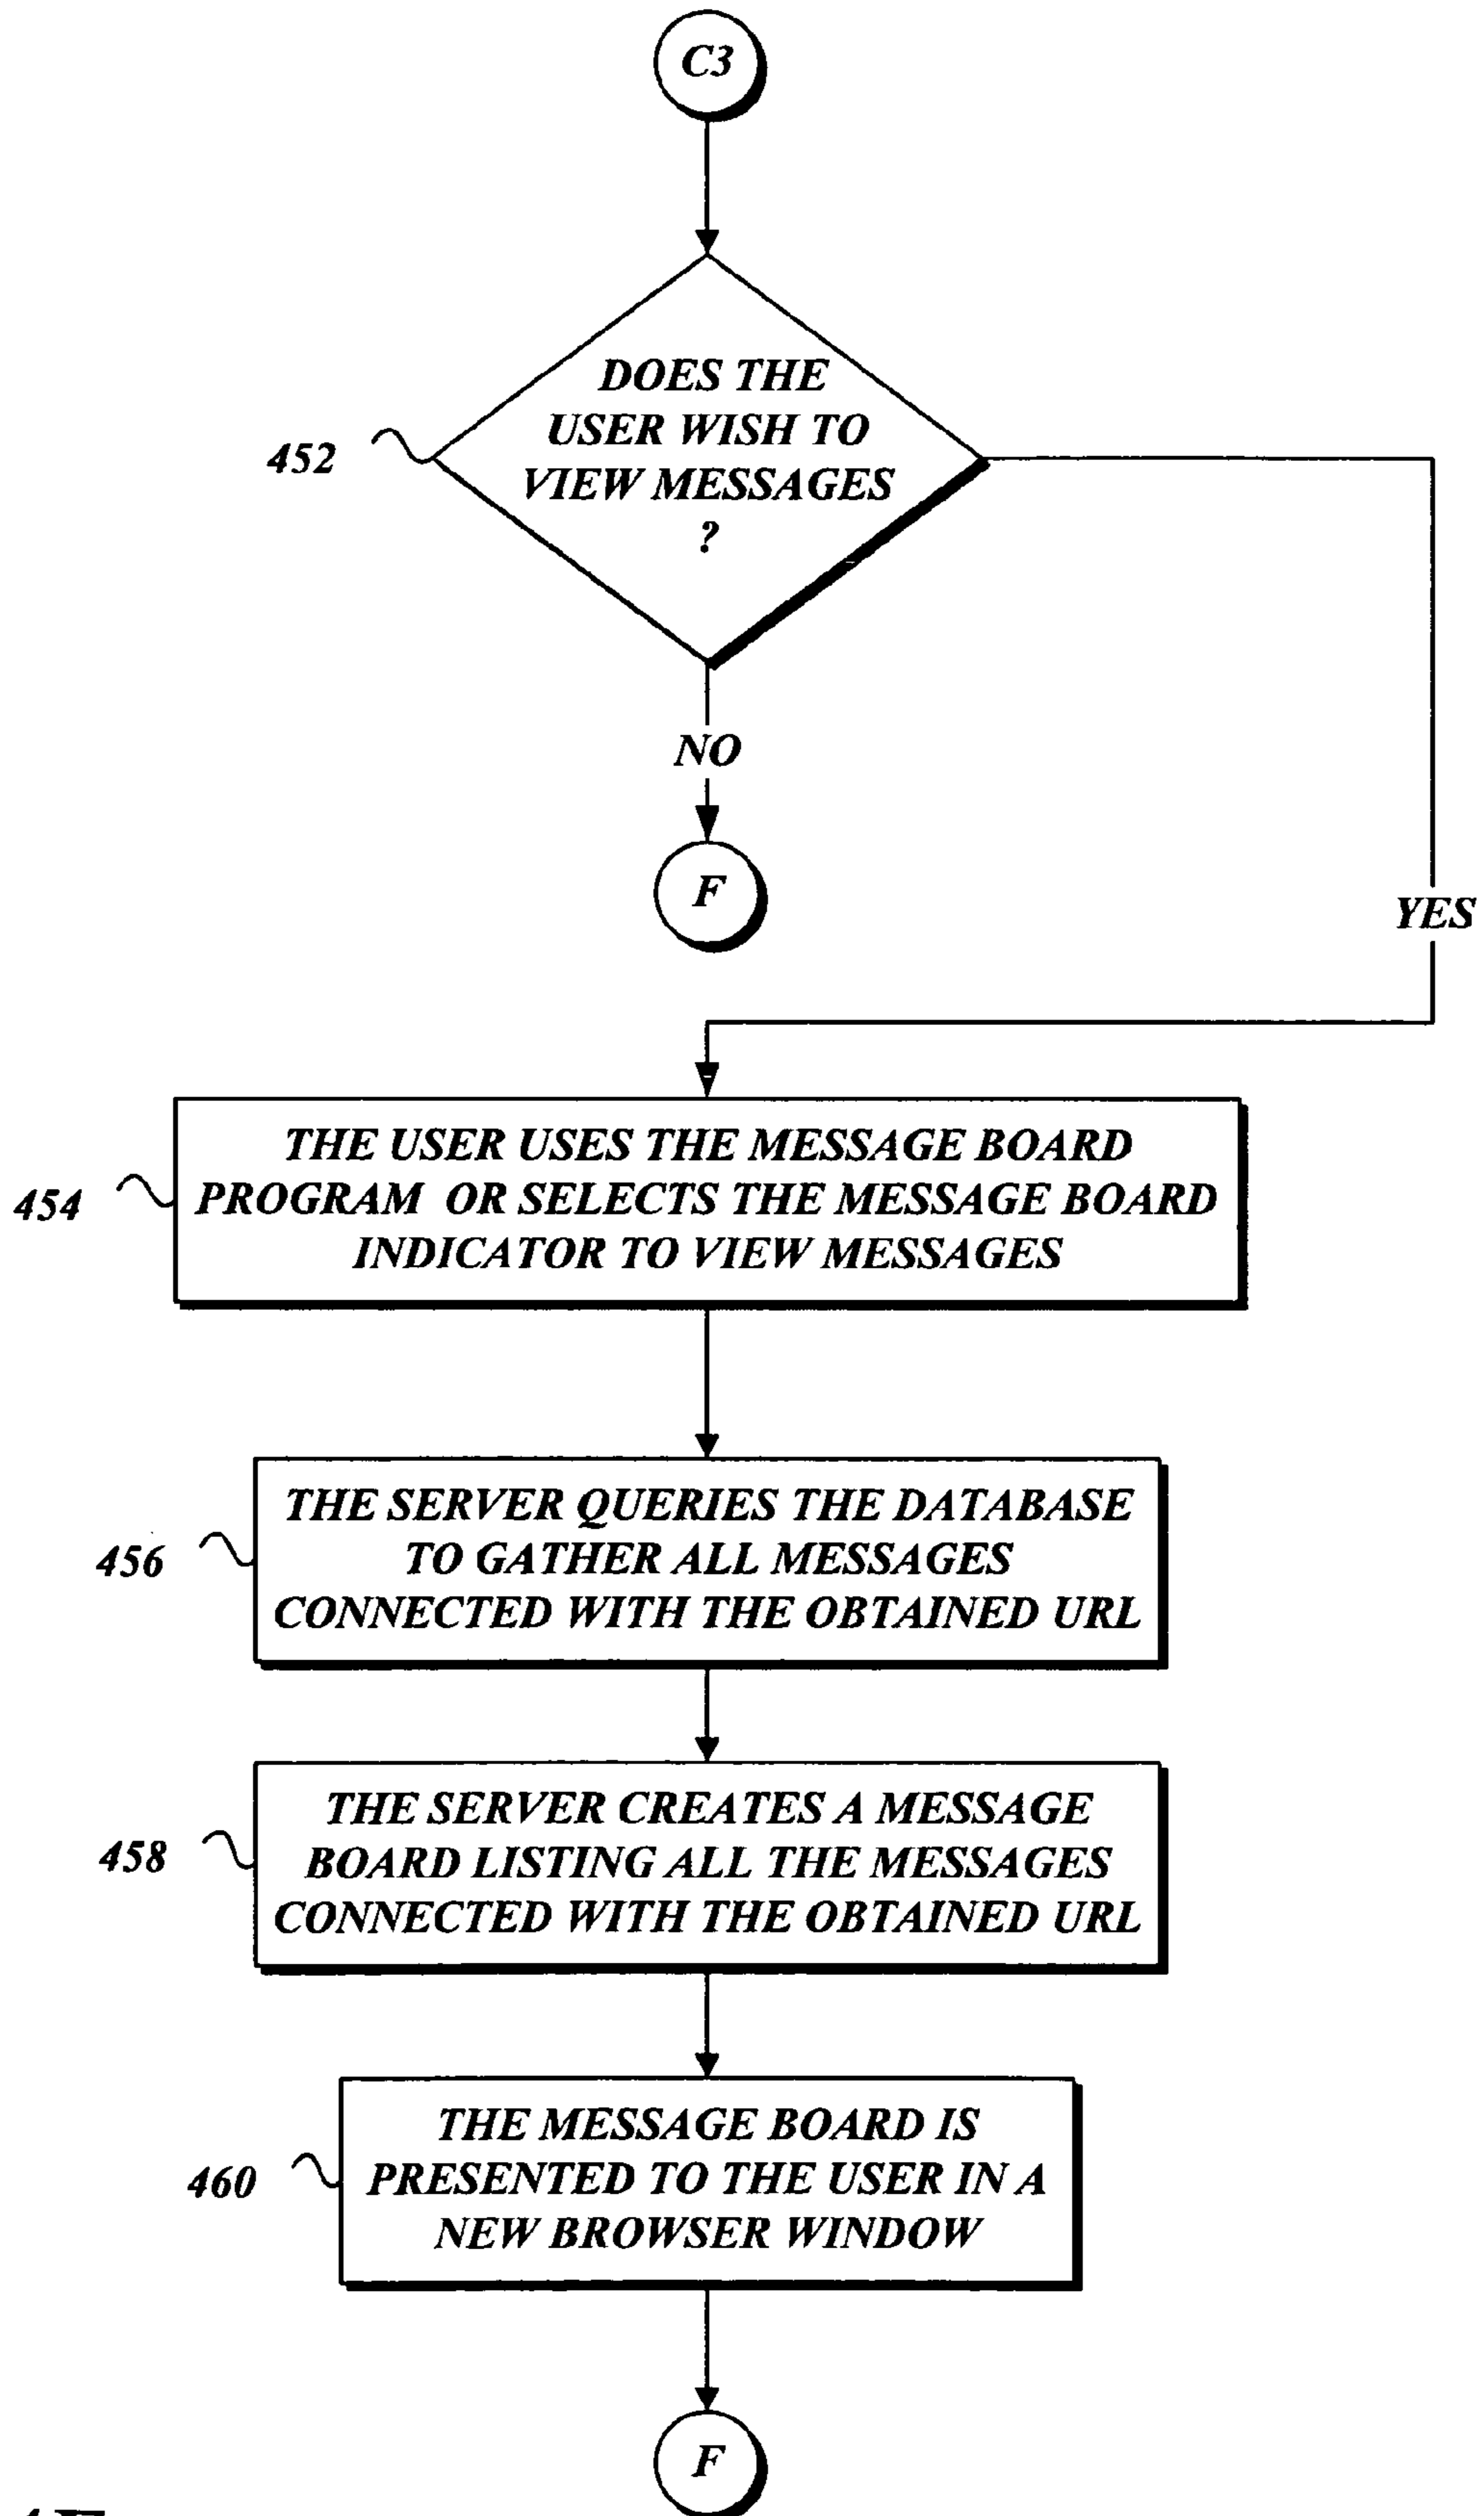 C3
DOES THE
USER WISH TO
VIEW MESSAGES
?
452
NO
F
YES
THE USER USES THE MESSAGE BOARD
PROGRAM OR SELECTS THE MESSAGE BOARD
INDICATOR TO VIEW MESSAGES
454
THE SERVER QUERIES THE DATABASE
TO GATHER ALL MESSAGES
CONNECTED WITH THE OBTAINED URL
456
THE SERVER CREATES A MESSAGE
BOARD LISTING ALL THE MESSAGES
CONNECTED WITH THE OBTAINED URL
458
THE MESSAGE BOARD IS
PRESENTED TO THE USER IN A
NEW BROWSER WINDOW
460
F